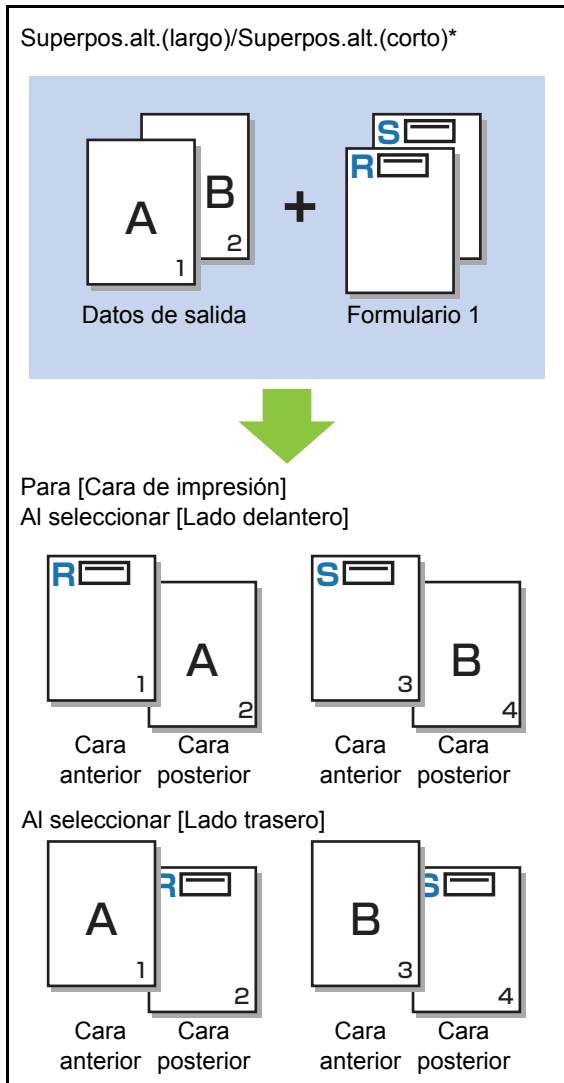 Superpos.alt.(largo)/Superpos.alt.(corto)*
A
1
B
2
+
R
S
Datos de salida Formulario 1
Para [Cara de impresión]
Al seleccionar [Lado delantero]
R
1
A
2
S
3
B
4
Cara Cara Cara Cara
anterior posterior anterior posterior
Al seleccionar [Lado trasero]
A
1
R
2
B
3
S
4
Cara Cara Cara Cara
anterior posterior anterior posterior